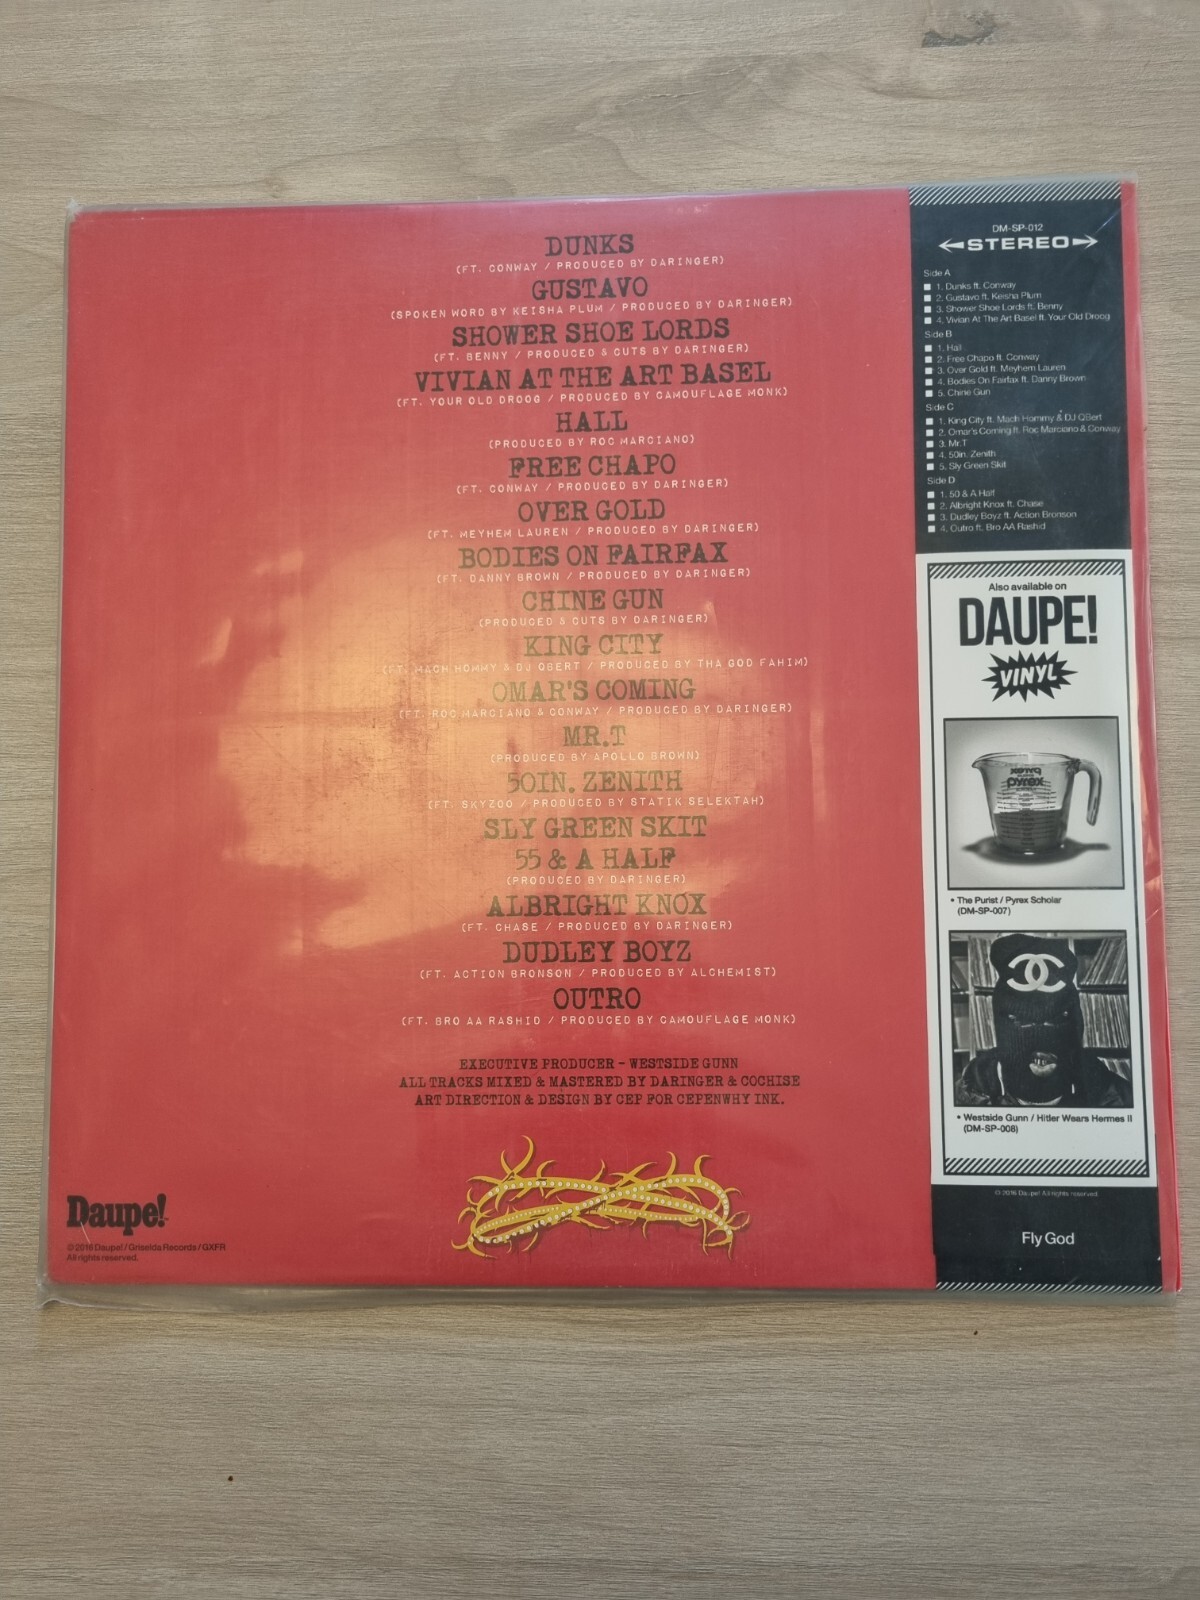 DUNKS
(FT. CONWAY / PRODUCED BY DARINGER)
GUSTAVO
(SPOKEN WORD BY KEISHA PLUM / PRODUCED BY DARINGER)
SHOWER SHOE LORDS
(FT. BENNY / PRODUCED & CUTS BY DARINGER)
VIVIAN AT THE ART BASEL
(FT. YOUR OLD DROOG / PRODUCED BY CAMOUFLAGE MONK)
HALL
(PRODUCED BY ROC MARCIANO)
FREE CHAPO
(FT. CONWAY / PRODUCED BY DARINGER)
OVER GOLD
(FT. MEYHEM LAUREN / PRODUCED BY DARINGER)
BODIES ON FAIRFAX
(FT. DANNY BROWN / PRODUCED BY DARINGER)
CHINE GUN
(PRODUCED & CUTS BY DARINGER)
KING CITY
(FT. MACH HOMMY & DJ QBERT / PRODUCED BY THA GOD FAHIM)
OMAR'S COMING
(FT. ROC MARCIANO & CONWAY / PRODUCED BY DARINGER)
MR.T
(PRODUCED BY APOLLO BROWN)
50IN. ZENITH
(FT. SKYZOO / PRODUCED BY STATIK SELEKTAH)
SLY GREEN SKIT
55 & A HALF
(PRODUCED BY DARINGER)
ALBRIGHT KNOX
(FT. CHASE / PRODUCED BY DARINGER)
DUDLEY BOYZ
(FT. ACTION BRONSON / PRODUCED BY ALCHEMIST)
OUTRO
(FT. BRO AA RASHID / PRODUCED BY CAMOUFLAGE MONK)
EXECUTIVE PRODUCER - WESTSIDE GUNN
ALL TRACKS MIXED & MASTERED BY DARINGER & COCHISE
ART DIRECTION & DESIGN BY CEP FOR CEFENWHY INK.
Daupe!
© 2016 Daupe! / Griselda Records / GXFR
All rights reserved.
DM-SP-012
STEREO
Side A
1. Dunks ft. Conway
2. Gustavo ft. Keisha Plum
3. Shower Shoe Lords ft. Benny
4. Vivian At The Art Basel ft. Your Old Droog
Side B
1. Hall
2. Free Chapo ft. Conway
3. Over Gold ft. Meyhem Lauren
4. Bodies On Fairfax ft. Danny Brown
5. Chine Gun
Side C
1. King City ft. Mach Hommy & DJ QBert
2. Omar's Coming ft. Roc Marciano & Conway
3. Mr.T
4. 50in. Zenith
5. Sly Green Skit
Side D
1. 50 & A Half
2. Albright Knox ft. Chase
3. Dudley Boyz ft. Action Bronson
4. Outro ft. Bro AA Rashid
Also available on
DAUPE!
VINYL
PYREX
• The Purist / Pyrex Scholar
(DM-SP-007)
• Westside Gunn / Hitler Wears Hermes II
(DM-SP-008)
© 2016 Daupe! All rights reserved.
Fly God